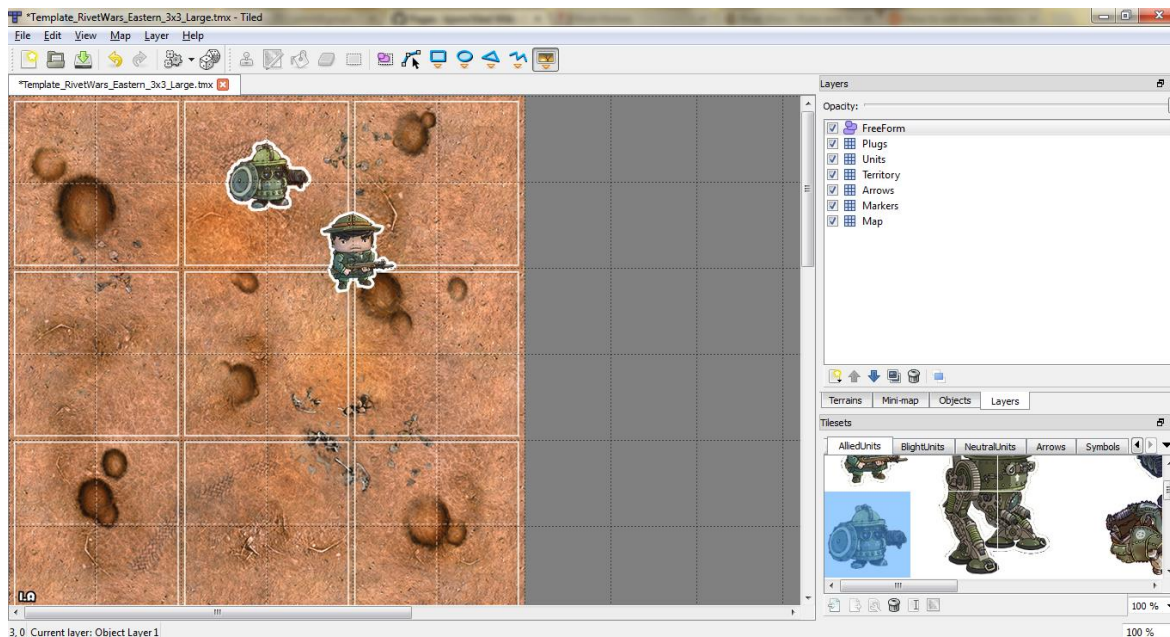 *Template_RivetWars_Eastern_3x3_Large.tmx - Tiled
File Edit View Map Layer Help
*Template_RivetWars_Eastern_3x3_Large.tmx
Layers
Opacity:
FreeForm
Plugs
Units
Territory
Arrows
Markers
Map
Terrains Mini-map Objects Layers
Tilesets
AlliedUnits BlightUnits NeutralUnits Arrows Symbols
1A
100 %
3, 0 Current layer: Object Layer 1
100 %